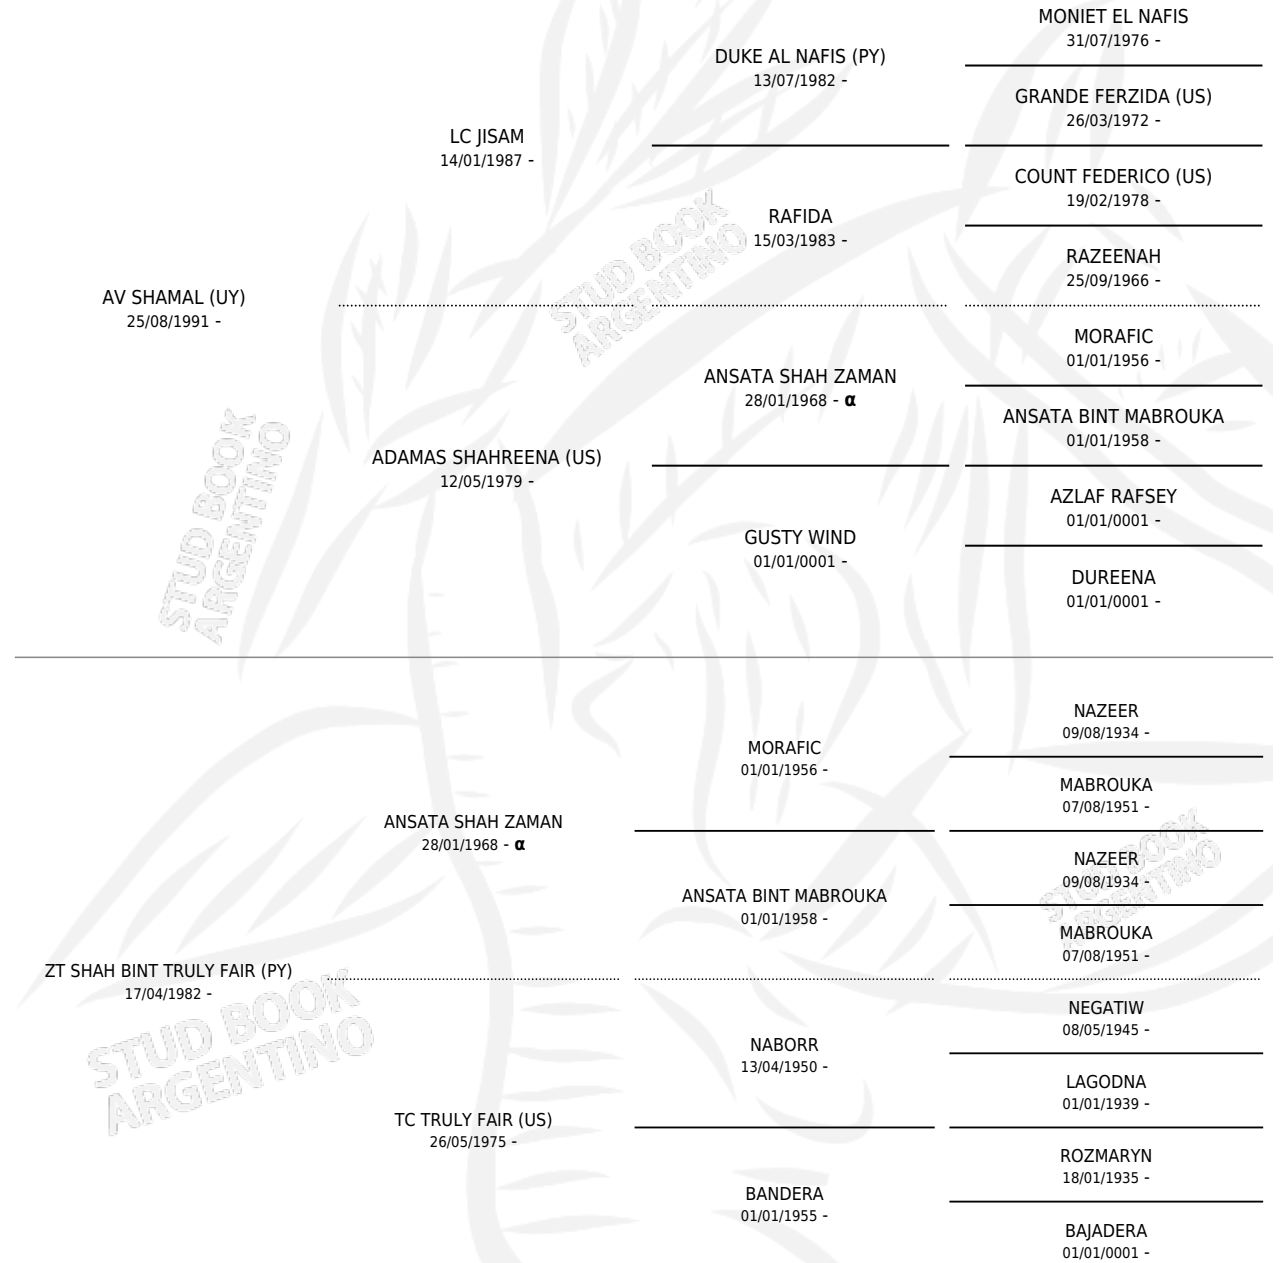 MONIET EL NAFIS
31/07/1976 -
DUKE AL NAFIS (PY)
13/07/1982 -
GRANDE FERZIDA (US)
26/03/1972 -
LC JISAM
14/01/1987 -
COUNT FEDERICO (US)
19/02/1978 -
RAFIDA
15/03/1983 -
RAZEENAH
25/09/1966 -
AV SHAMAL (UY)
25/08/1991 -
STUD BOOK
ARGENTINO
MORAFIC
01/01/1956 -
ANSATA SHAH ZAMAN
28/01/1968 - α
ANSATA BINT MABROUKA
01/01/1958 -
ADAMAS SHAHREENA (US)
12/05/1979 -
AZLAF RAFSEY
01/01/0001 -
GUSTY WIND
01/01/0001 -
DUREENA
01/01/0001 -
STUD BOOK
ARGENTINO
NAZEER
09/08/1934 -
MORAFIC
01/01/1956 -
MABROUKA
07/08/1951 -
ANSATA SHAH ZAMAN
28/01/1968 - α
NAZEER
09/08/1934 -
ANSATA BINT MABROUKA
01/01/1958 -
MABROUKA
07/08/1951 -
STUD BOOK
ARGENTINO
ZT SHAH BINT TRULY FAIR (PY)
17/04/1982 -
STUD BOOK
ARGENTINO
NEGATIW
08/05/1945 -
NABORR
13/04/1950 -
LAGODNA
01/01/1939 -
TC TRULY FAIR (US)
26/05/1975 -
ROZMARYN
18/01/1935 -
BANDERA
01/01/1955 -
BAJADERA
01/01/0001 -